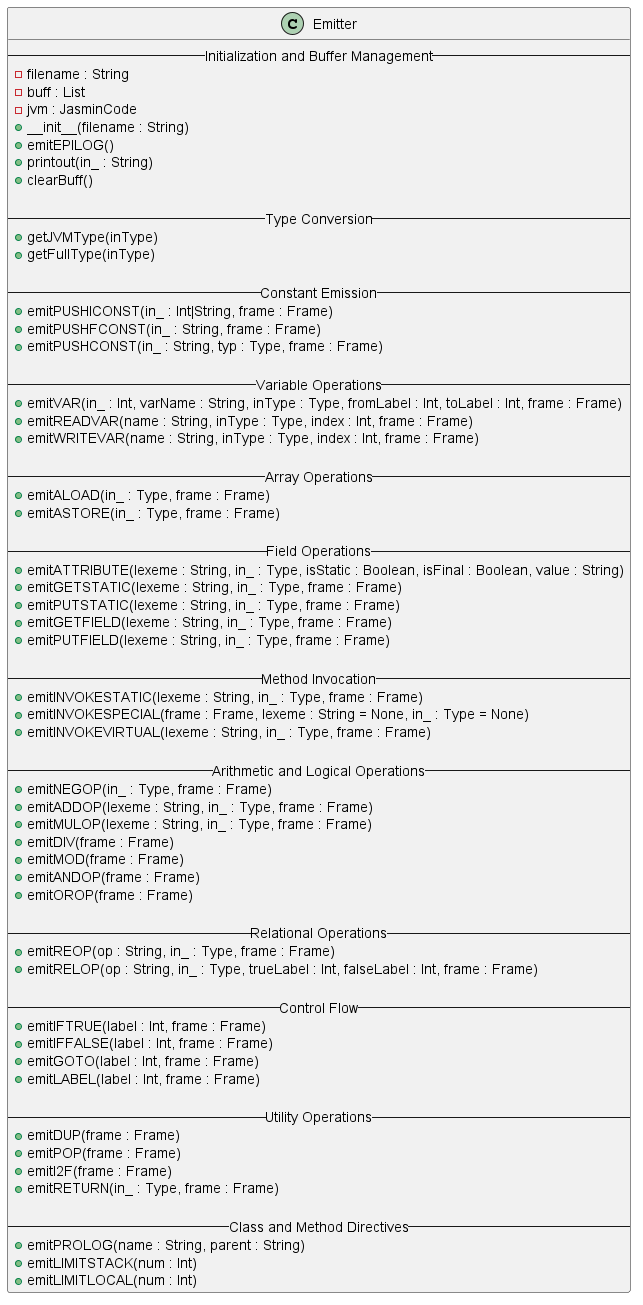 C Emitter
Initialization and Buffer Management
filename : String
buff : List
jvm : JasminCode
__init__(filename : String)
emitEPILOG()
printout(in_ : String)
clearBuff()
Type Conversion
getJVMType(inType)
getFullType(inType)
Constant Emission
emitPUSHICONST(in_ : Int|String, frame : Frame)
emitPUSHFCONST(in_ : String, frame : Frame)
emitPUSHCONST(in_ : String, typ : Type, frame : Frame)
Variable Operations
emitVAR(in_ : Int, varName : String, inType : Type, fromLabel : Int, toLabel : Int, frame : Frame)
emitREADVAR(name : String, inType : Type, index : Int, frame : Frame)
emitWRITEVAR(name : String, inType : Type, index : Int, frame : Frame)
Array Operations
emitALOAD(in_ : Type, frame : Frame)
emitASTORE(in_ : Type, frame : Frame)
Field Operations
emitATTRIBUTE(lexeme : String, in_ : Type, isStatic : Boolean, isFinal : Boolean, value : String)
emitGETSTATIC(lexeme : String, in_ : Type, frame : Frame)
emitPUTSTATIC(lexeme : String, in_ : Type, frame : Frame)
emitGETFIELD(lexeme : String, in_ : Type, frame : Frame)
emitPUTFIELD(lexeme : String, in_ : Type, frame : Frame)
Method Invocation
emitINVOKESTATIC(lexeme : String, in_ : Type, frame : Frame)
emitINVOKESPECIAL(frame : Frame, lexeme : String = None, in_ : Type = None)
emitINVOKEVIRTUAL(lexeme : String, in_ : Type, frame : Frame)
Arithmetic and Logical Operations
emitNEGOP(in_ : Type, frame : Frame)
emitADDOP(lexeme : String, in_ : Type, frame : Frame)
emitMULOP(lexeme : String, in_ : Type, frame : Frame)
emitDIV(frame : Frame)
emitMOD(frame : Frame)
emitANDOP(frame : Frame)
emitOROP(frame : Frame)
Relational Operations
emitREOP(op : String, in_ : Type, frame : Frame)
emitRELOP(op : String, in_ : Type, trueLabel : Int, falseLabel : Int, frame : Frame)
Control Flow
emitIFTRUE(label : Int, frame : Frame)
emitIFFALSE(label : Int, frame : Frame)
emitGOTO(label : Int, frame : Frame)
emitLABEL(label : Int, frame : Frame)
Utility Operations
emitDUP(frame : Frame)
emitPOP(frame : Frame)
emitI2F(frame : Frame)
emitRETURN(in_ : Type, frame : Frame)
Class and Method Directives
emitPROLOG(name : String, parent : String)
emitLIMITSTACK(num : Int)
emitLIMITLOCAL(num : Int)